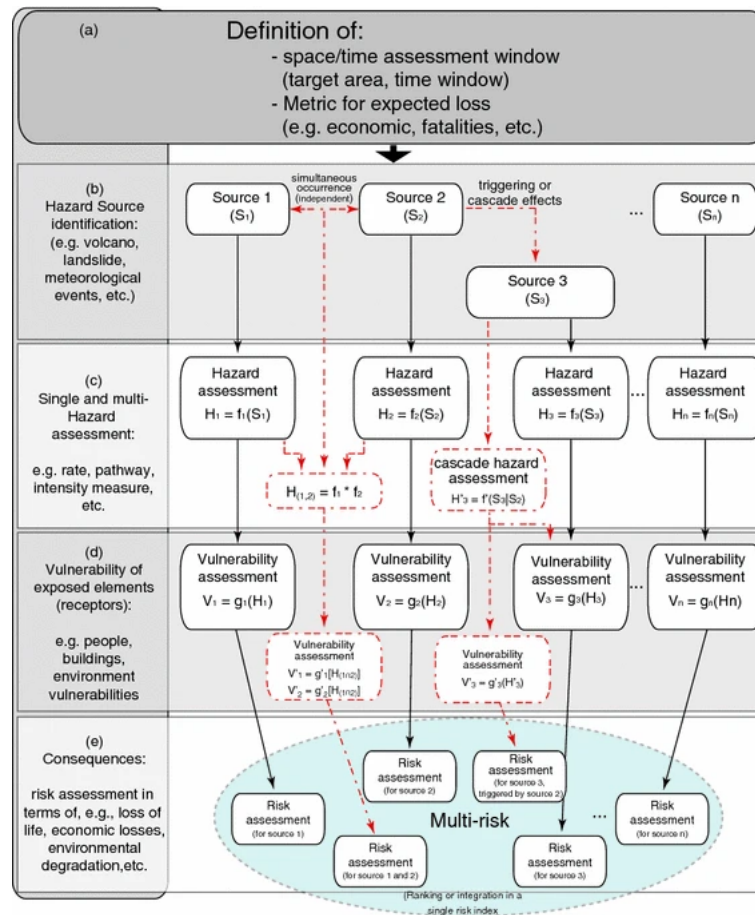 (a)
Definition of:
- space/time assessment window
(target area, time window)
- Metric for expected loss
(e.g. economic, fatalities, etc.)
(b)
Hazard Source
identification:
(e.g. volcano,
landslide,
meteorological
events, etc.)
Source 1
(S₁)
simultaneous
occurrence
(independent)
Source 2
(S₂)
triggering or
cascade effects
Source 3
(S₃)
...
Source n
(Sₙ)
(c)
Single and multi-
Hazard
assessment:
e.g. rate, pathway,
intensity measure,
etc.
Hazard
assessment
H₁ = f₁(S₁)
Hazard
assessment
H₂ = f₂(S₂)
Hazard
assessment
H₃ = f₃(S₃)
...
Hazard
assessment
Hₙ = fₙ(Sₙ)
H₍₁,₂₎ = f₁ * f₂
cascade hazard
assessment
H'₃ = f'(S₃|S₂)
(d)
Vulnerability of
exposed elements
(receptors):
e.g. people,
buildings,
environment
vulnerabilities
Vulnerability
assessment
V₁ = g₁(H₁)
Vulnerability
assessment
V₂ = g₂(H₂)
Vulnerability
assessment
V₃ = g₃(H₃)
...
Vulnerability
assessment
Vₙ = gₙ(Hn)
Vulnerability
assessment
V'₁ = g'₁[H₍₁∩₂₎]
V'₂ = g'₂[H₍₁∩₂₎]
Vulnerability
assessment
V'₃ = g'₃(H'₃)
(e)
Consequences:
risk assessment in
terms of, e.g., loss of
life, economic losses,
environmental
degradation,etc.
Risk
assessment
(for source 1)
Risk
assessment
(for source 2)
Risk
assessment
(for source 3,
triggered by source 2)
Multi-risk
...
Risk
assessment
(for source n)
Risk
assessment
(for source 1 and 2)
Risk
assessment
(for source 3)
(Ranking or integration in a
single risk index